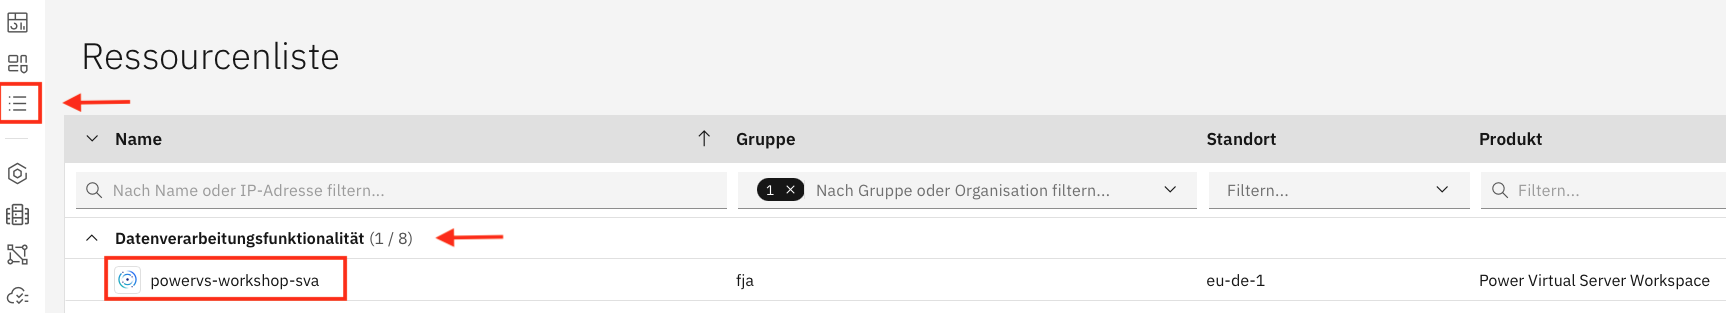 Ressourcenliste
Name Gruppe Standort Produkt
Nach Name oder IP-Adresse filtern... 1 × Nach Gruppe oder Organisation filtern... Filtern... Filtern...
Datenverarbeitungsfunktionalität (1 / 8)
powervs-workshop-sva fja eu-de-1 Power Virtual Server Workspace